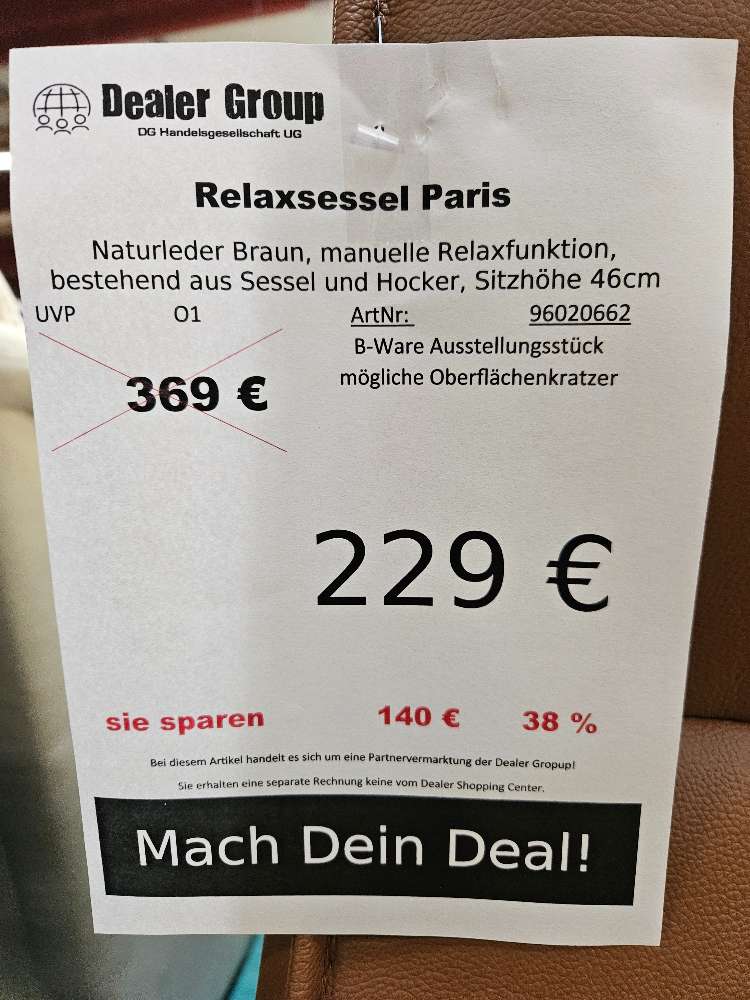 Dealer Group
DG Handelsgesellschaft UG
Relaxsessel Paris
Naturleder Braun, manuelle Relaxfunktion,
bestehend aus Sessel und Hocker, Sitzhöhe 46cm
UVP O1 ArtNr: 96020662
B-Ware Ausstellungsstück
369 € mögliche Oberflächenkratzer
229 €
sie sparen 140 € 38 %
Bei diesem Artikel handelt es sich um eine Partnervermarktung der Dealer Gropup!
Sie erhalten eine separate Rechnung keine vom Dealer Shopping Center.
Mach Dein Deal!